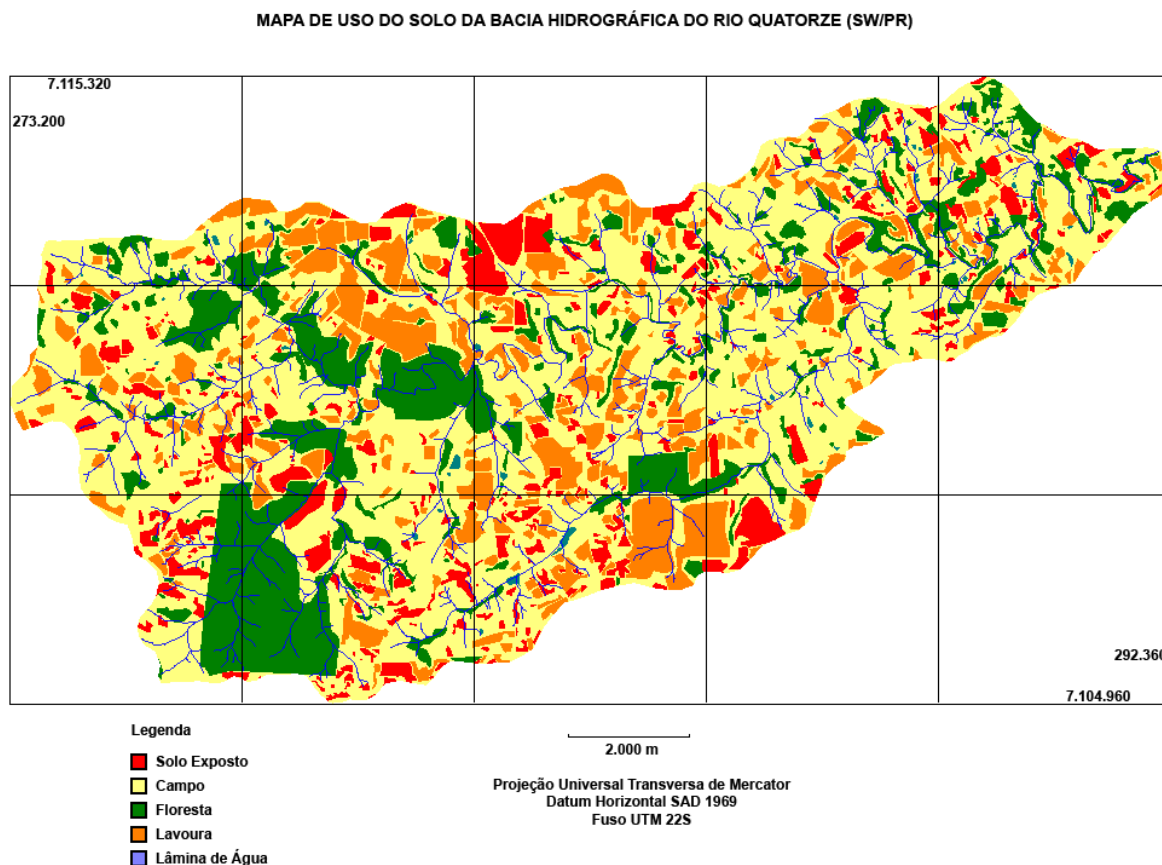 MAPA DE USO DO SOLO DA BACIA HIDROGRÁFICA DO RIO QUATORZE (SW/PR)
7.115.320
273.200
292.360
7.104.960
Legenda
Solo Exposto
Campo
Floresta
Lavoura
Lâmina de Água
2.000 m
Projeção Universal Transversa de Mercator
Datum Horizontal SAD 1969
Fuso UTM 22S